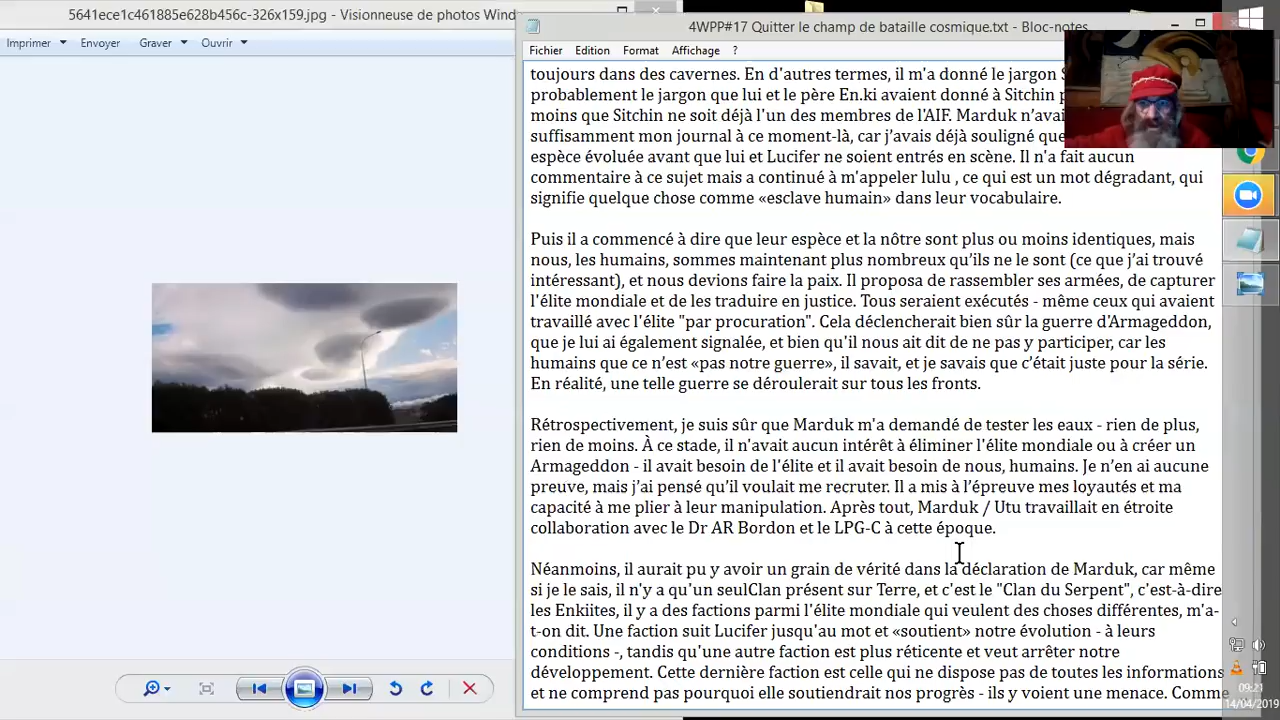 5641ece1c461885e628b456c-326x159.jpg - Visionneuse de photos Wind
Imprimer Envoyer Graver Ouvrir
4WPP#17 Quitter le champ de bataille cosmique.txt - Bloc-notes
Fichier Edition Format Affichage ?
toujours dans des cavernes. En d'autres termes, il m'a donné le jargon
probablement le jargon que lui et le père En.ki avaient donné à Sitchin
moins que Sitchin ne soit déjà l'un des membres de l'AIF. Marduk n’avai
suffisamment mon journal à ce moment-là, car j’avais déjà souligné que
espèce évoluée avant que lui et Lucifer ne soient entrés en scène. Il n'a fait aucun
commentaire à ce sujet mais a continué à m'appeler lulu , ce qui est un mot dégradant, qui
signifie quelque chose comme «esclave humain» dans leur vocabulaire.
Puis il a commencé à dire que leur espèce et la nôtre sont plus ou moins identiques, mais
nous, les humains, sommes maintenant plus nombreux qu’ils ne le sont (ce que j’ai trouvé
intéressant), et nous devions faire la paix. Il proposa de rassembler ses armées, de capturer
l'élite mondiale et de les traduire en justice. Tous seraient exécutés - même ceux qui avaient
travaillé avec l'élite "par procuration". Cela déclencherait bien sûr la guerre d'Armageddon,
que je lui ai également signalée, et bien qu'il nous ait dit de ne pas y participer, car les
humains que ce n’est «pas notre guerre», il savait, et je savais que c’était juste pour la série.
En réalité, une telle guerre se déroulerait sur tous les fronts.
Rétrospectivement, je suis sûr que Marduk m'a demandé de tester les eaux - rien de plus,
rien de moins. À ce stade, il n'avait aucun intérêt à éliminer l'élite mondiale ou à créer un
Armageddon - il avait besoin de l'élite et il avait besoin de nous, humains. Je n’en ai aucune
preuve, mais j’ai pensé qu’il voulait me recruter. Il a mis à l’épreuve mes loyautés et ma
capacité à me plier à leur manipulation. Après tout, Marduk / Utu travaillait en étroite
collaboration avec le Dr AR Bordon et le LPG-C à cette époque.
Néanmoins, il aurait pu y avoir un grain de vérité dans la déclaration de Marduk, car même
si je le sais, il n'y a qu'un seulClan présent sur Terre, et c'est le "Clan du Serpent", c'est-à-dire
les Enkiites, il y a des factions parmi l'élite mondiale qui veulent des choses différentes, m'a-
t-on dit. Une faction suit Lucifer jusqu'au mot et «soutient» notre évolution - à leurs
conditions -, tandis qu'une autre faction est plus réticente et veut arrêter notre
développement. Cette dernière faction est celle qui ne dispose pas de toutes les informations
et ne comprend pas pourquoi elle soutiendrait nos progrès - ils y voient une menace. Comme
09:21
14/04/2019